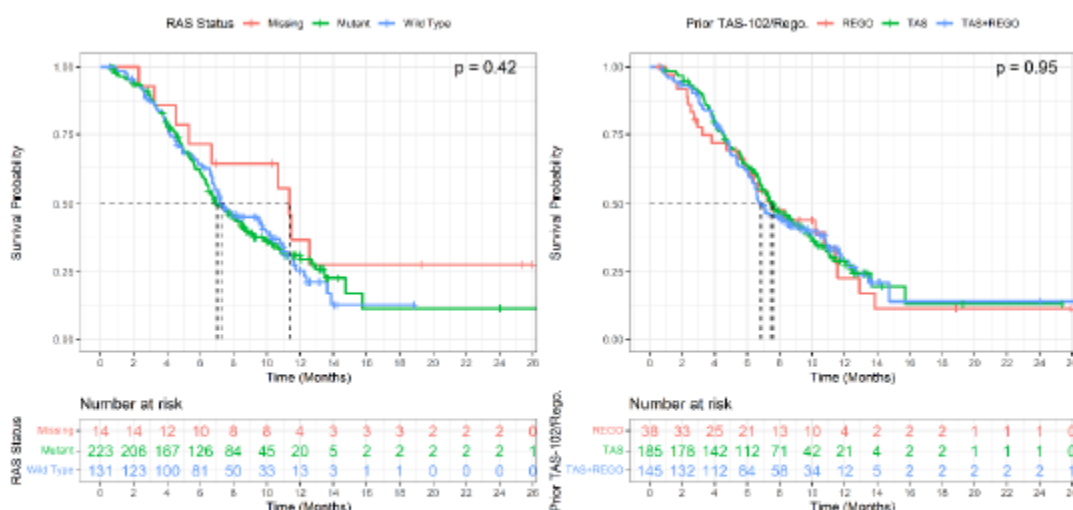 RAS Status Missing Mutant Wild Type
p = 0.42
Survival Probability
1.00
0.75
0.50
0.25
0.00
0 2 4 6 8 10 12 14 16 18 20 22 24 26
Time (Months)
Number at risk
RAS Status
Missing 14 14 12 10 8 8 4 3 3 3 2 2 2 0
Mutant 223 206 167 126 84 45 20 5 2 2 2 2 2 1
Wild Type 131 123 100 81 50 33 13 3 1 1 0 0 0 0
0 2 4 6 8 10 12 14 16 18 20 22 24 26
Time (Months)
Prior TAS-102/Rego. REGO TAS TAS+REGO
p = 0.95
Survival Probability
1.00
0.75
0.50
0.25
0.00
0 2 4 6 8 10 12 14 16 18 20 22 24
Time (Months)
Number at risk
Prior TAS-102/Rego.
REGO 38 33 25 21 13 10 4 2 2 2 1 1 1 0
TAS 185 178 142 112 71 42 21 4 2 2 1 1 1 0
TAS+REGO 145 132 112 84 58 34 12 5 2 2 2 2 2 1
0 2 4 6 8 10 12 14 16 18 20 22 24
Time (Months)